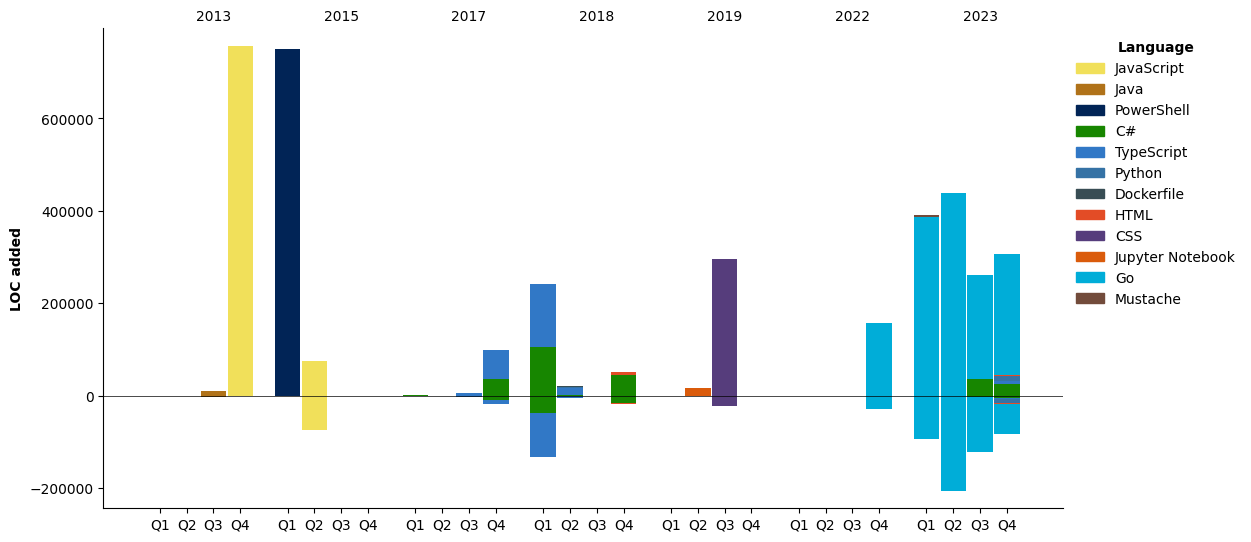 2013 2015 2017 2018 2019 2022 2023
LOC added
600000
400000
200000
0
−200000
Q1 Q2 Q3 Q4 Q1 Q2 Q3 Q4 Q1 Q2 Q3 Q4 Q1 Q2 Q3 Q4 Q1 Q2 Q3 Q4 Q1 Q2 Q3 Q4 Q1 Q2 Q3 Q4
Language
JavaScript
Java
PowerShell
C#
TypeScript
Python
Dockerfile
HTML
CSS
Jupyter Notebook
Go
Mustache